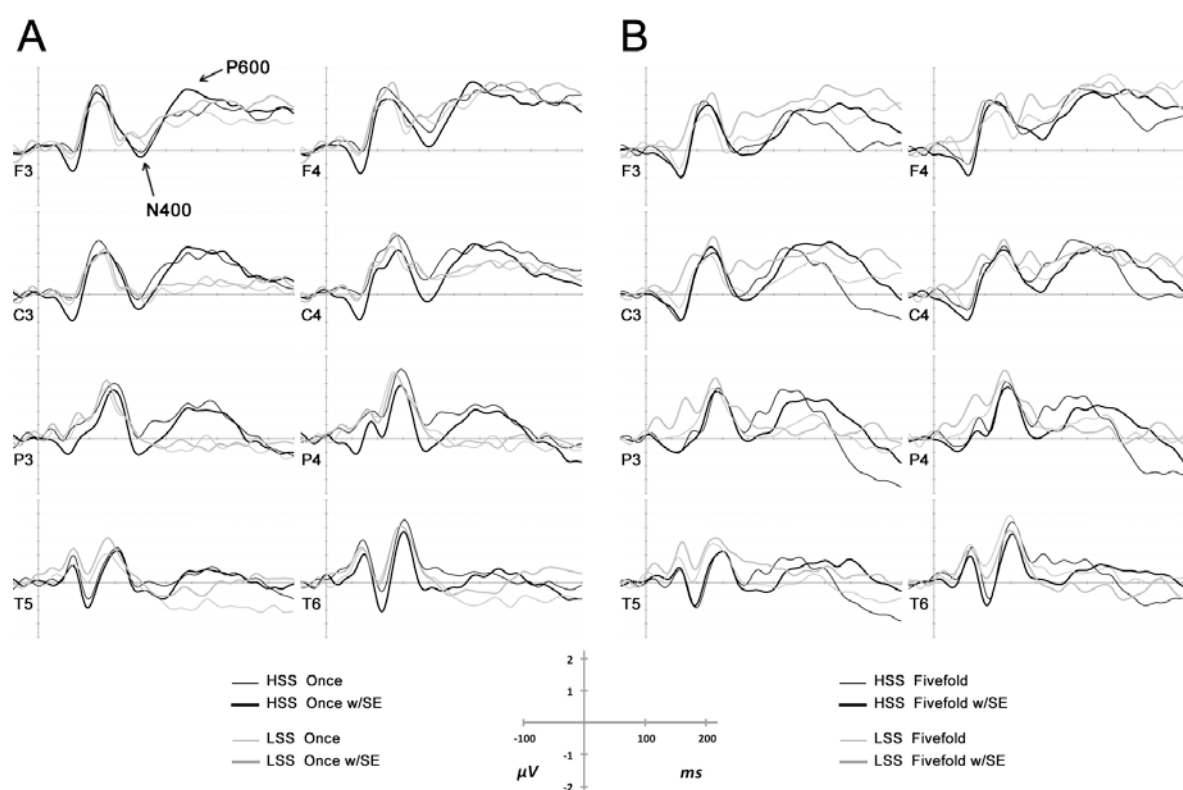 A
B
P600
N400
F3
F4
F3
F4
C3
C4
C3
C4
P3
P4
P3
P4
T5
T6
T5
T6
HSS Once
HSS Once w/SE
LSS Once
LSS Once w/SE
2
1
-100
100
200
-1
-2
µV
ms
HSS Fivefold
HSS Fivefold w/SE
LSS Fivefold
LSS Fivefold w/SE